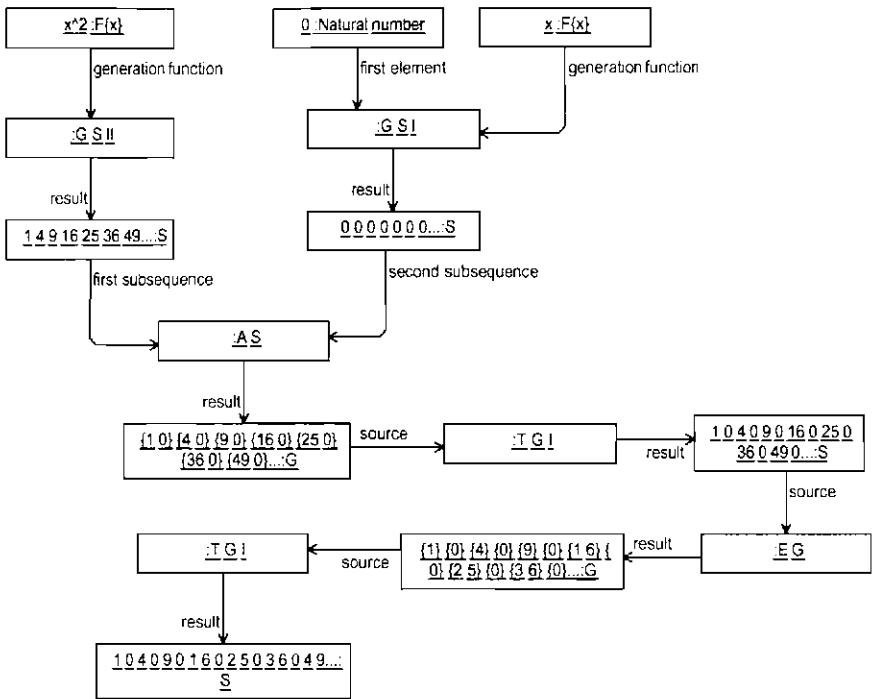 x^2 :F{x}
0 :Natural number
x :F{x}
generation function
first element
generation function
:G S II
:G S I
result
result
1 4 9 16 25 36 49...:S
0 0 0 0 0 0 0...:S
first subsequence
second subsequence
:A S
result
{1 0} {4 0} {9 0} {16 0} {25 0}
{36 0} {49 0}...:G
source
:T G I
result
1 0 4 0 9 0 16 0 25 0
36 0 49 0...:S
source
:E G
result
{1} {0} {4} {0} {9} {0} {1 6} {
0} {2 5} {0} {3 6} {0}...:G
source
:T G I
result
1 0 4 0 9 0 1 6 0 2 5 0 3 6 0 4 9...:
S